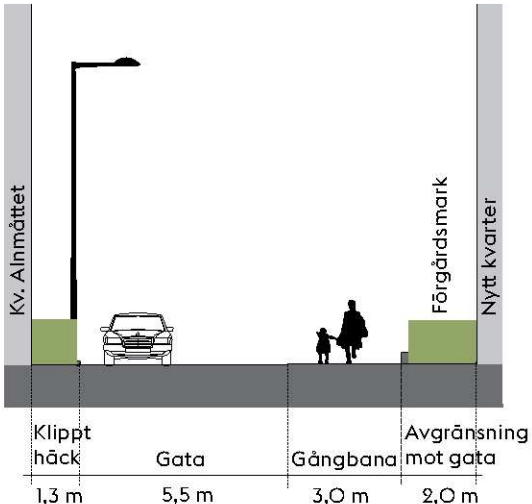 Kv. Alnmåttet
Förgårdsmark
Nytt kvarter
Klippt
häck
Gata
Gångbana
Avgränsning
mot gata
1,3 m
5,5 m
3,0 m
2,0 m